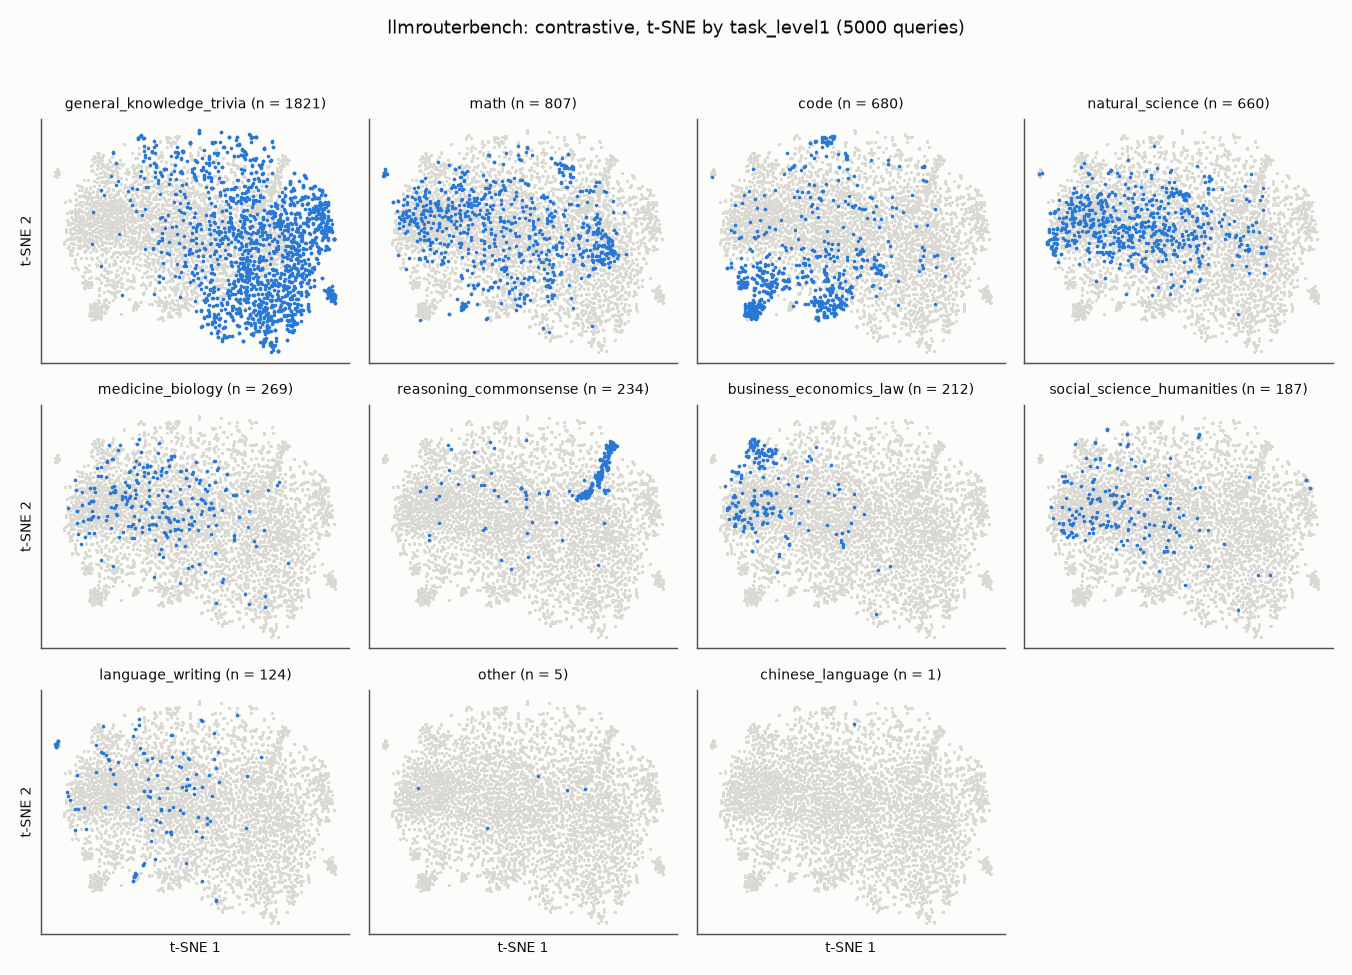 llmrouterbench: contrastive, t-SNE by task_level1 (5000 queries)
general_knowledge_trivia (n = 1821)
math (n = 807)
code (n = 680)
natural_science (n = 660)
t-SNE 2
medicine_biology (n = 269)
reasoning_commonsense (n = 234)
business_economics_law (n = 212)
social_science_humanities (n = 187)
t-SNE 2
language_writing (n = 124)
other (n = 5)
chinese_language (n = 1)
t-SNE 2
t-SNE 1
t-SNE 1
t-SNE 1